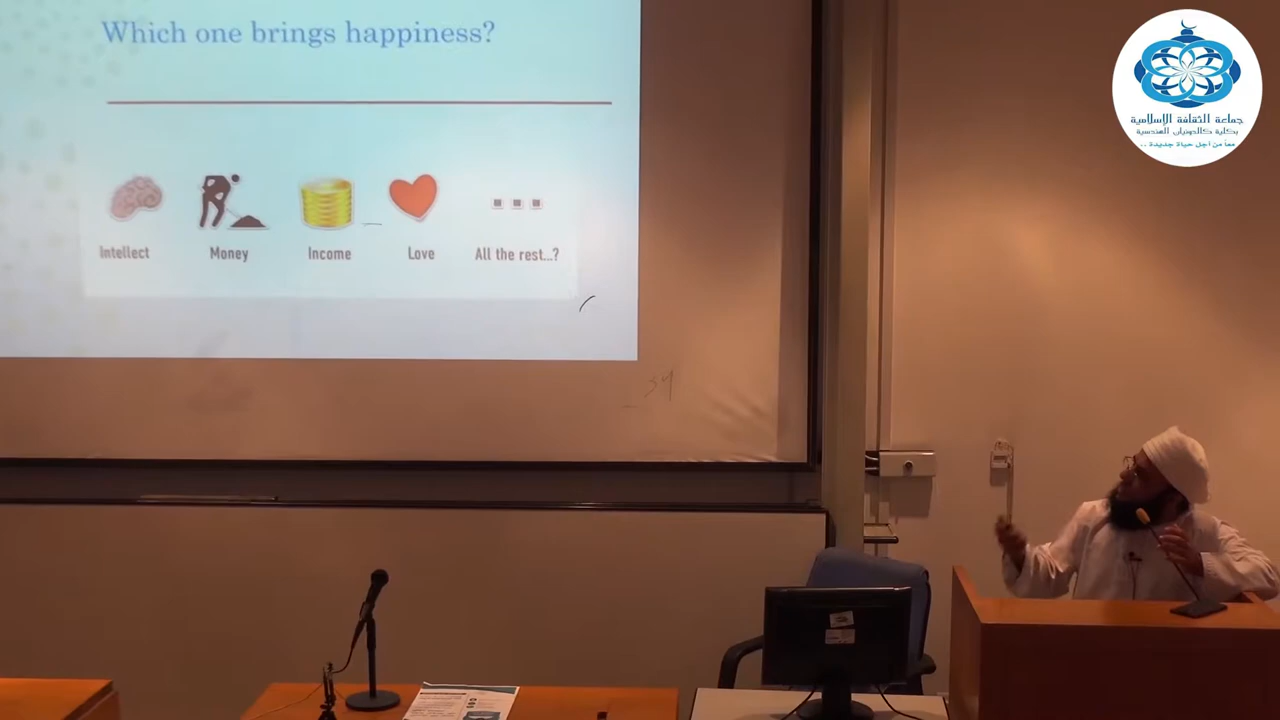 Which one brings happiness?
Intellect
Money
Income
Love
All the rest...?
جماعة الثقافة الإسلامية
بكلية كالدونيان الهندسية
معاً من أجل حياة جديدة ..